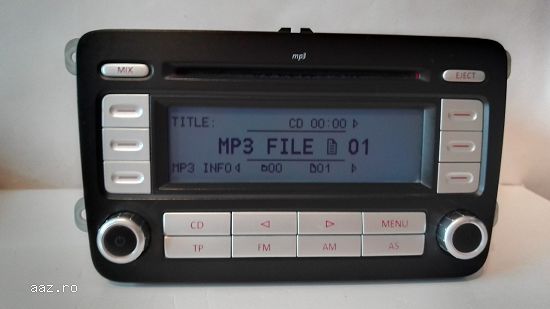 mp3
MIX
EJECT
TITLE: CD 00:00
MP3 FILE 01
MP3 INFO 00 01
CD MENU
TP FM AM AS
aaz.ro